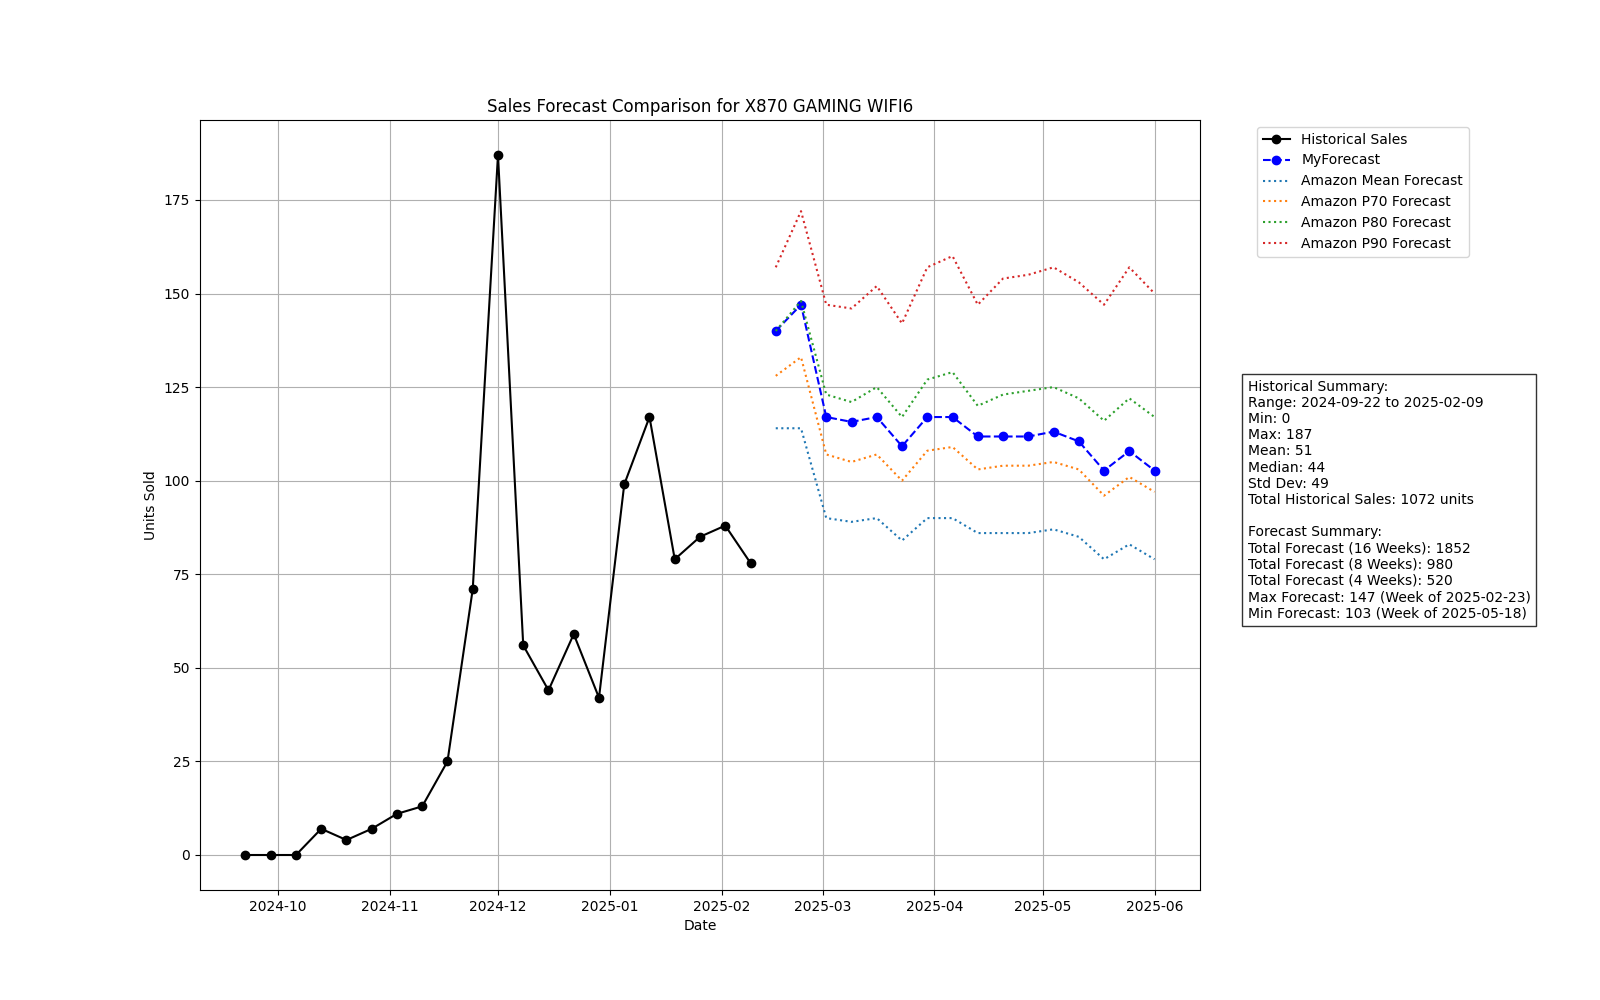 Sales Forecast Comparison for X870 GAMING WIFI6
Historical Sales
MyForecast
Amazon Mean Forecast
Amazon P70 Forecast
Amazon P80 Forecast
Amazon P90 Forecast
175
150
125
100
75
50
25
0
Units Sold
2024-10
2024-11
2024-12
2025-01
2025-02
2025-03
2025-04
2025-05
2025-06
Date
Historical Summary:
Range: 2024-09-22 to 2025-02-09
Min: 0
Max: 187
Mean: 51
Median: 44
Std Dev: 49
Total Historical Sales: 1072 units
Forecast Summary:
Total Forecast (16 Weeks): 1852
Total Forecast (8 Weeks): 980
Total Forecast (4 Weeks): 520
Max Forecast: 147 (Week of 2025-02-23)
Min Forecast: 103 (Week of 2025-05-18)